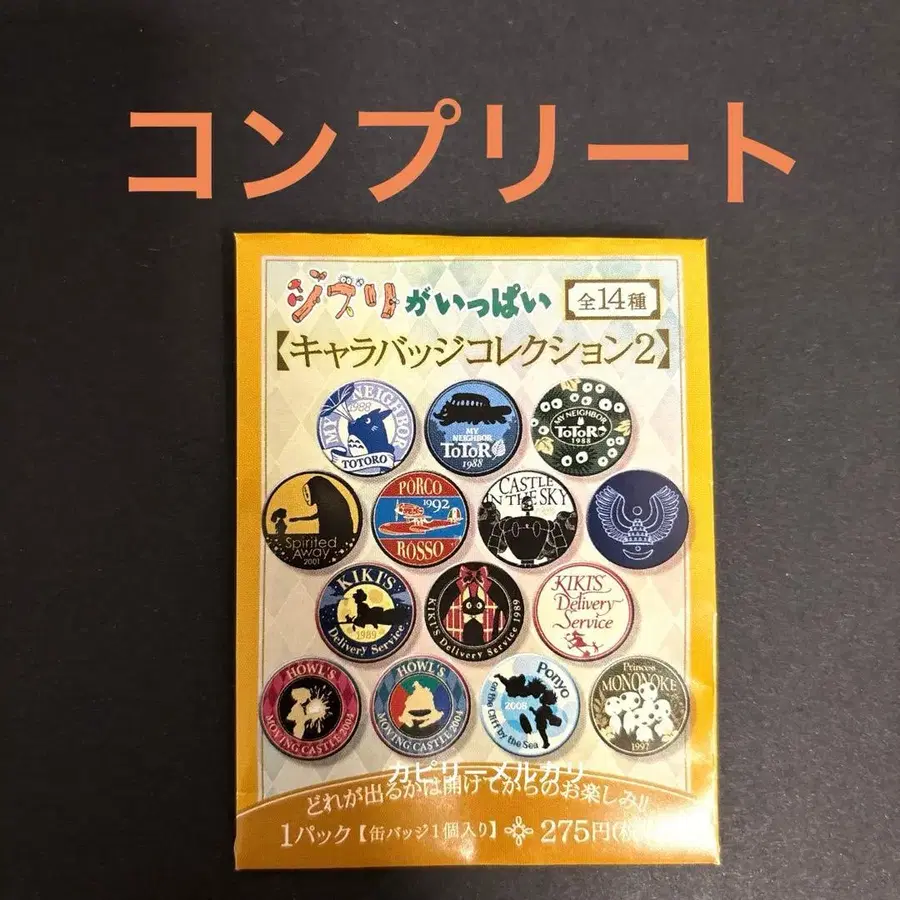 コンプリート
ジブリがいっぱい
全14種
【キャラバッジコレクション2】
MY NEIGHBOR
1988
TOTORO
MY
NEIGHBOR
ToToRo
1988
MY NEIGHBOR
ToToRo
1988
Spirited
Away
2001
PORCO
1992
ROSSO
CASTLE
IN THE SKY
KIKI'S
1989
Delivery Service
KIKI'S Delivery Service 1989
KIKI'S
Delivery
Service
HOWL'S
MOVING CASTLE 2004
HOWL'S
MOVING CASTLE 2004
Ponyo
2008
on the Cliff by the Sea
Princess
MONONOKE
1997
カピリーメルカリ
どれが出るかは開けてからのお楽しみ!!
1パック【缶バッジ1個入り】 275円(税